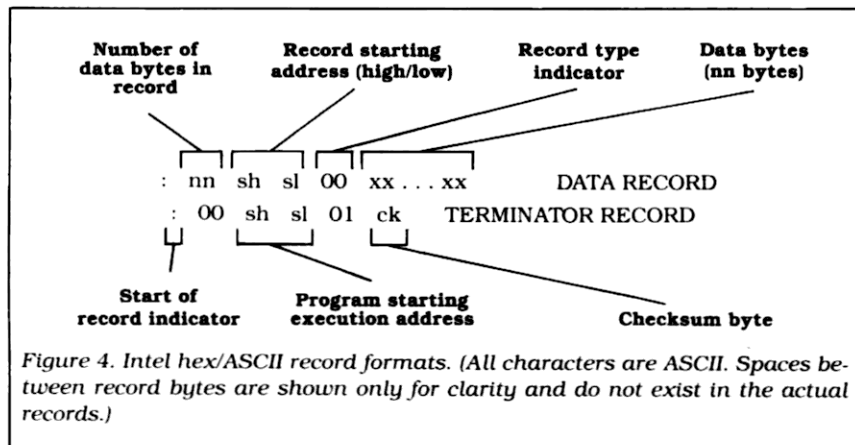 Number of data bytes in record
Record starting address (high/low)
Record type indicator
Data bytes (nn bytes)
: nn sh sl 00 xx . . . xx DATA RECORD
: 00 sh sl 01 ck TERMINATOR RECORD
Start of record indicator
Program starting execution address
Checksum byte
Figure 4. Intel hex/ASCII record formats. (All characters are ASCII. Spaces be-
tween record bytes are shown only for clarity and do not exist in the actual
records.)